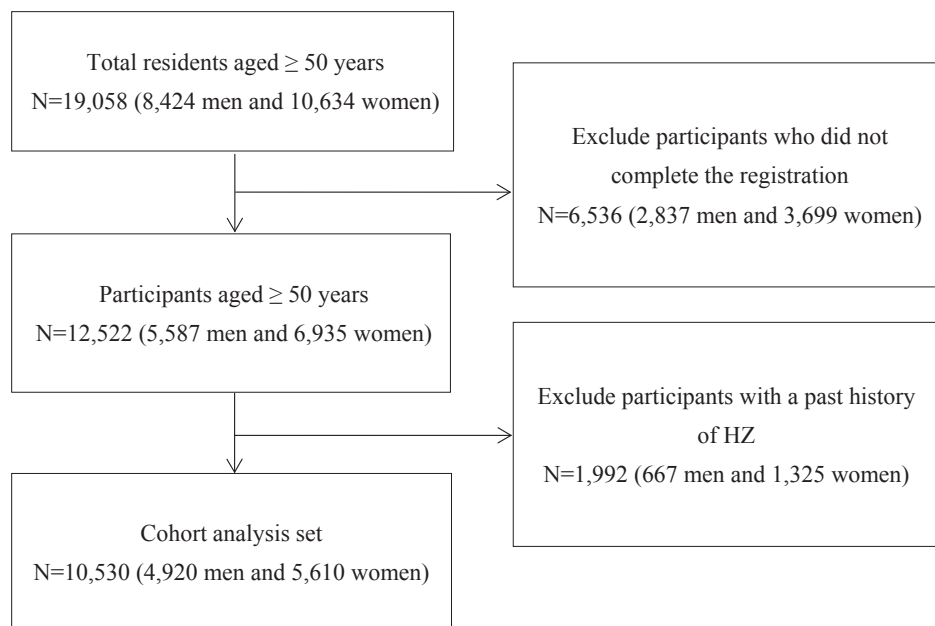 Total residents aged ≥ 50 years
N=19,058 (8,424 men and 10,634 women)
Exclude participants who did not
complete the registration
N=6,536 (2,837 men and 3,699 women)
Participants aged ≥ 50 years
N=12,522 (5,587 men and 6,935 women)
Exclude participants with a past history
of HZ
N=1,992 (667 men and 1,325 women)
Cohort analysis set
N=10,530 (4,920 men and 5,610 women)